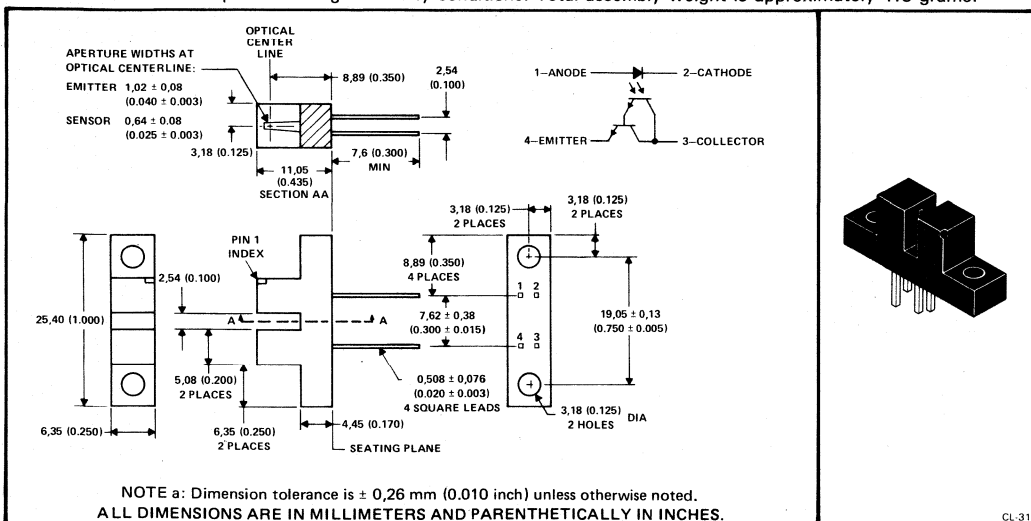 OPTICAL
CENTER
LINE
APERTURE WIDTHS AT
OPTICAL CENTERLINE:
EMITTER 1,02 ± 0,08
(0.040 ± 0.003)
SENSOR 0,64 ± 0.08
(0.025 ± 0.003)
8,89 (0.350)
2,54
(0.100)
3,18 (0.125)
11,05
(0.435)
SECTION AA
7,6 (0.300)
MIN
1–ANODE
2–CATHODE
4–EMITTER
3–COLLECTOR
PIN 1
INDEX
2,54 (0.100)
25,40 (1.000)
A
A
5,08 (0.200)
2 PLACES
6,35 (0.250)
6,35 (0.250)
2 PLACES
4,45 (0.170)
SEATING PLANE
3,18 (0.125)
2 PLACES
3,18 (0.125)
2 PLACES
8,89 (0.350)
4 PLACES
1 2
7,62 ± 0,38
(0.300 ± 0.015)
4 3
19,05 ± 0,13
(0.750 ± 0.005)
0,508 ± 0,076
(0.020 ± 0.003)
4 SQUARE LEADS
3,18 (0.125) DIA
2 HOLES
NOTE a: Dimension tolerance is ± 0,26 mm (0.010 inch) unless otherwise noted.
ALL DIMENSIONS ARE IN MILLIMETERS AND PARENTHETICALLY IN INCHES.
CL-31